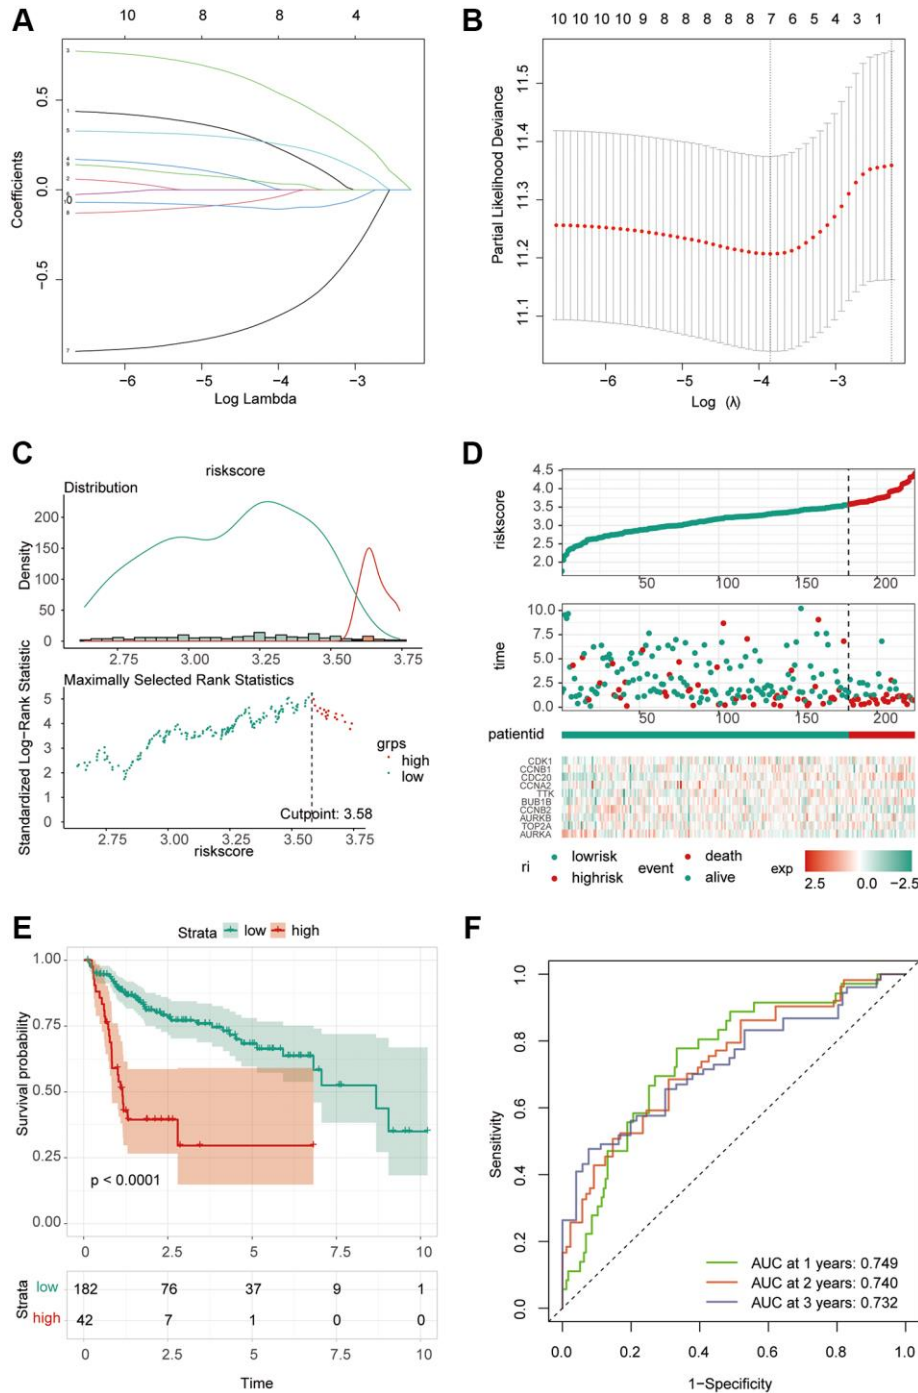 A
10 8 8 4
Coefficients
0.5
0.0
−0.5
3
1
5
4
9
2
6
8
7
−6 −5 −4 −3
Log Lambda
B
10 10 10 10 9 8 8 8 8 8 7 6 5 4 3 1
Partial Likelihood Deviance
11.5
11.4
11.3
11.2
11.1
−6 −5 −4 −3
Log (λ)
C
riskscore
Distribution
Density
200
150
100
50
0
2.75 3.00 3.25 3.50 3.75
Maximally Selected Rank Statistics
Standardized Log−Rank Statistic
5
4
3
2
1
0
grps
high
low
Cutpoint: 3.58
2.75 3.00 3.25 3.50 3.75
riskscore
D
riskscore
4.5
4.0
3.5
3.0
2.5
2.0
50 100 150 200
time
10.0
7.5
5.0
2.5
0.0
50 100 150 200
patientid
CDK1
CCNB1
CDC20
CCNA2
TTK
BUB1B
CCNB2
AURKB
TOP2A
AURKA
ri lowrisk highrisk
event death alive
exp 2.5 0.0 −2.5
E
Strata low high
Survival probability
1.00
0.75
0.50
0.25
0.00
p < 0.0001
0 2.5 5 7.5 10
Strata
low 182 76 37 9 1
high 42 7 1 0 0
0 2.5 5 7.5 10
Time
F
Sensitivity
1.0
0.8
0.6
0.4
0.2
0.0
AUC at 1 years: 0.749
AUC at 2 years: 0.740
AUC at 3 years: 0.732
0.0 0.2 0.4 0.6 0.8 1.0
1−Specificity